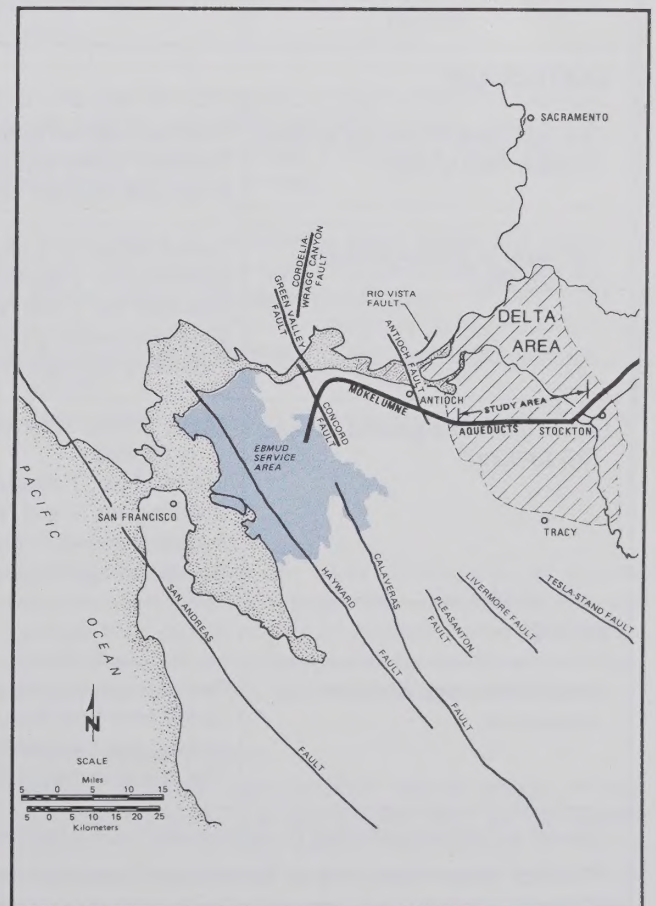 SACRAMENTO
CORDELIA-
WRAGG CANYON
FAULT
GREEN VALLEY
FAULT
RIO VISTA
FAULT
ANTIOCH FAULT
DELTA
AREA
ANTIOCH
MOKELUMNE
AQUEDUCTS
STUDY AREA
STOCKTON
CONCORD
FAULT
EBMUD
SERVICE
AREA
TRACY
PACIFIC
OCEAN
SAN FRANCISCO
SAN ANDREAS
FAULT
HAYWARD
FAULT
CALAVERAS
FAULT
PLEASANTON
FAULT
LIVERMORE FAULT
TESLA STAND FAULT
N
SCALE
Miles
5 0 5 10 15
5 0 5 10 15 20 25
Kilometers